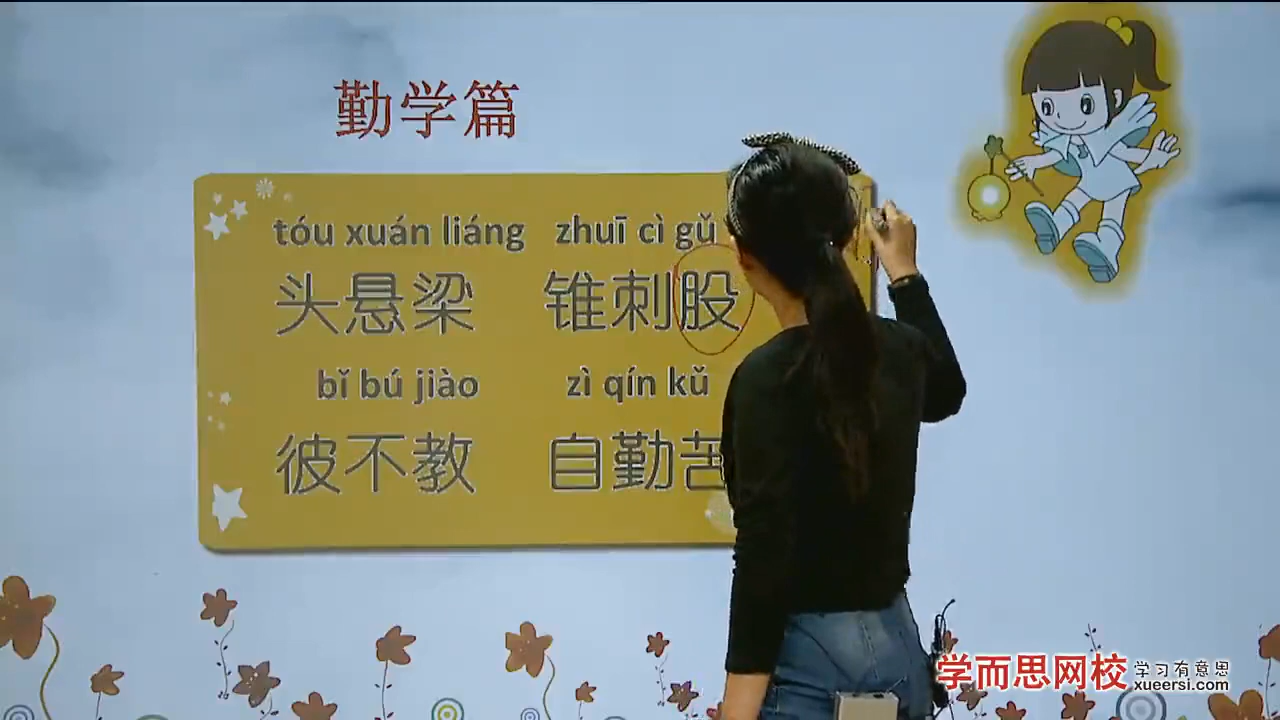 勤学篇
tóu xuán liáng zhuī cì gǔ
头悬梁 锥刺股
bǐ bú jiào zì qín kǔ
彼不教 自勤苦
学而思网校 学习有意思
xueersi.com